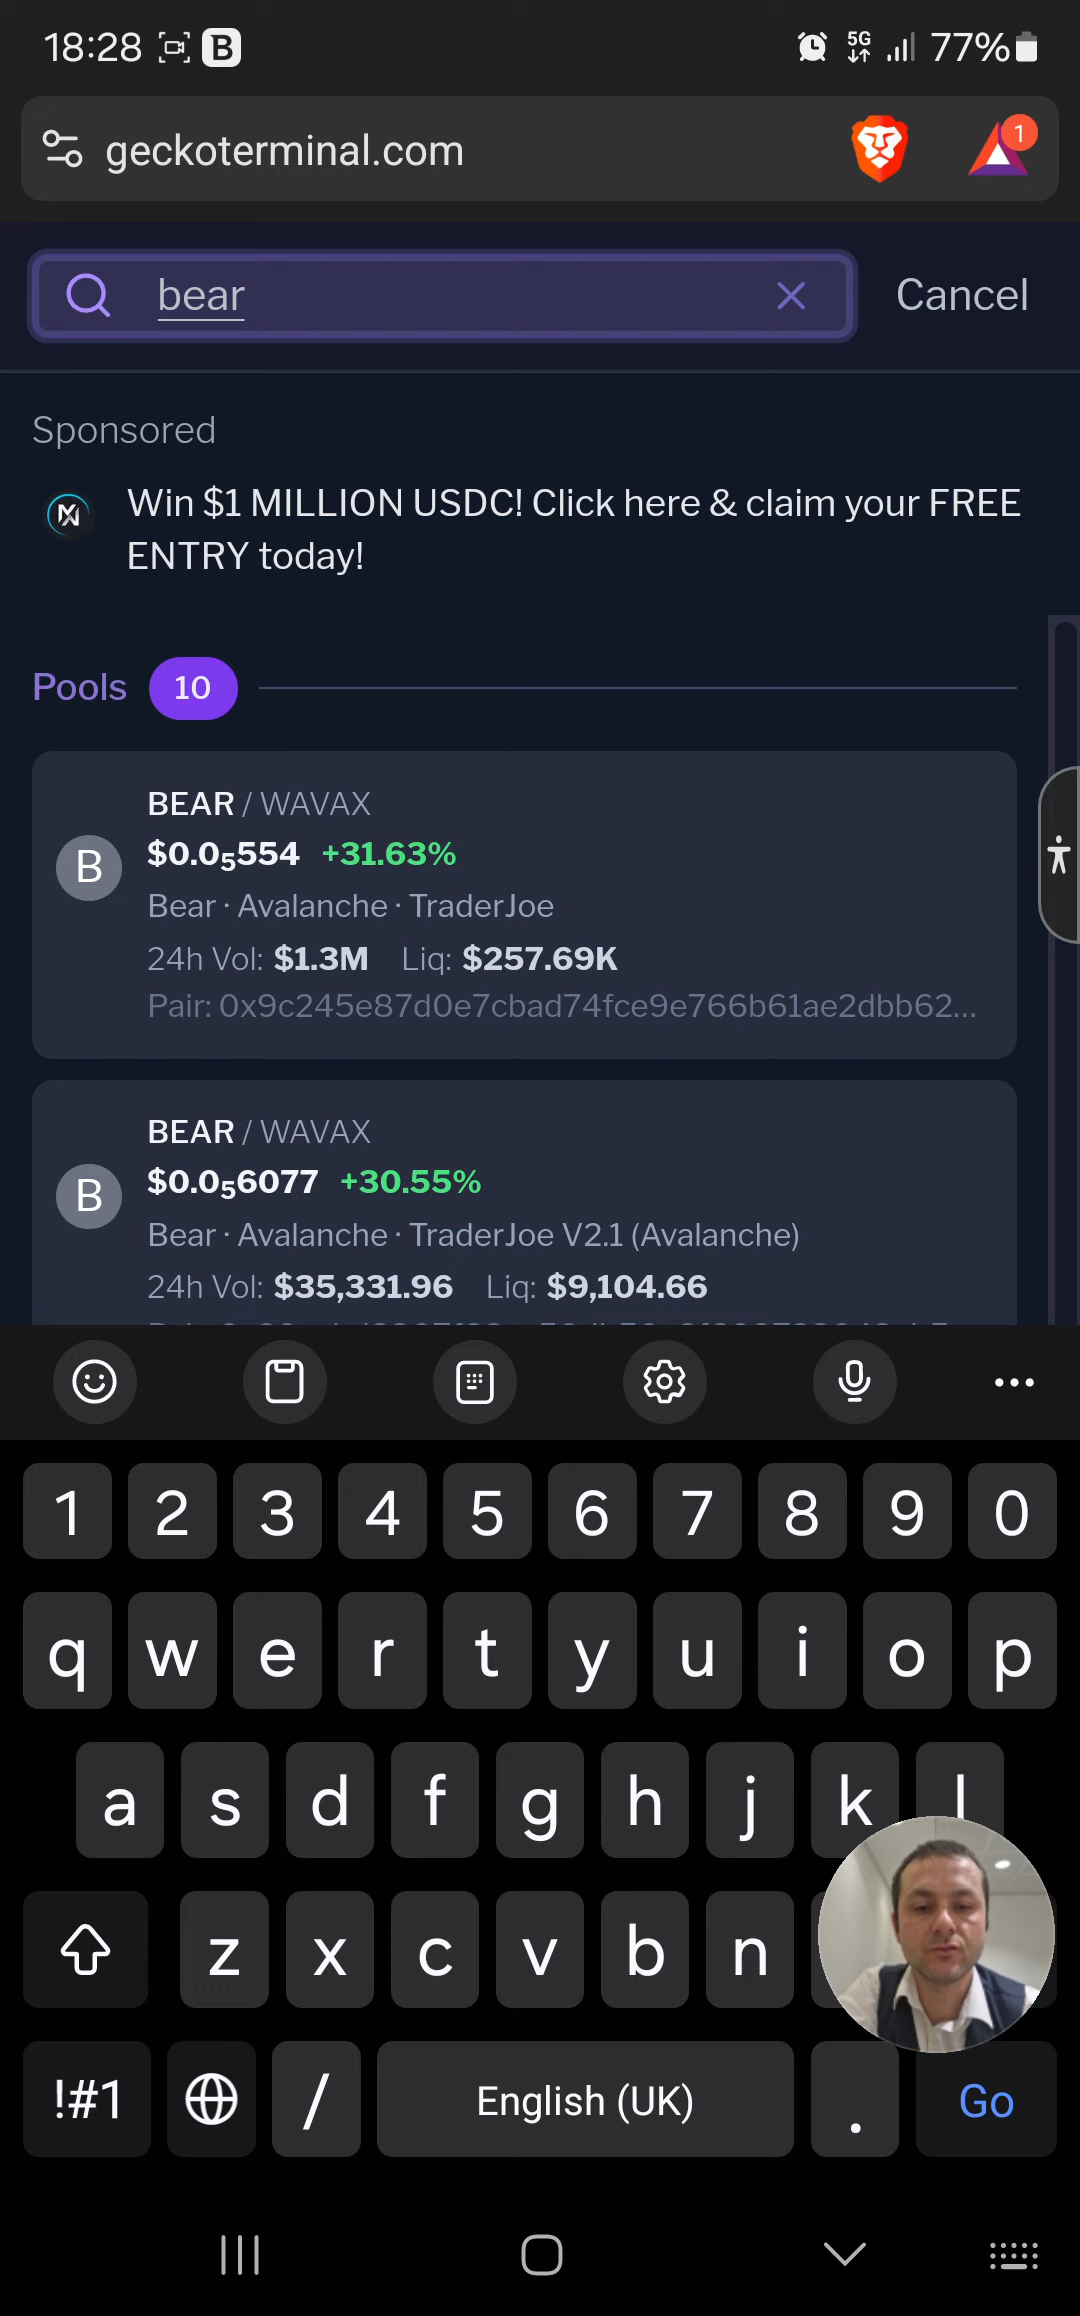 18:28 B 5G 77%
geckoterminal.com 1
bear Cancel
Sponsored
Win $1 MILLION USDC! Click here & claim your FREE
ENTRY today!
Pools 10
BEAR / WAVAX
B $0.0₅554 +31.63%
Bear · Avalanche · TraderJoe
24h Vol: $1.3M Liq: $257.69K
Pair: 0x9c245e87d0e7cbad74fce9e766b61ae2dbb62...
BEAR / WAVAX
B $0.0₅6077 +30.55%
Bear · Avalanche · TraderJoe V2.1 (Avalanche)
24h Vol: $35,331.96 Liq: $9,104.66
1 2 3 4 5 6 7 8 9 0
q w e r t y u i o p
a s d f g h j k l
z x c v b n
!#1 / English (UK) . Go